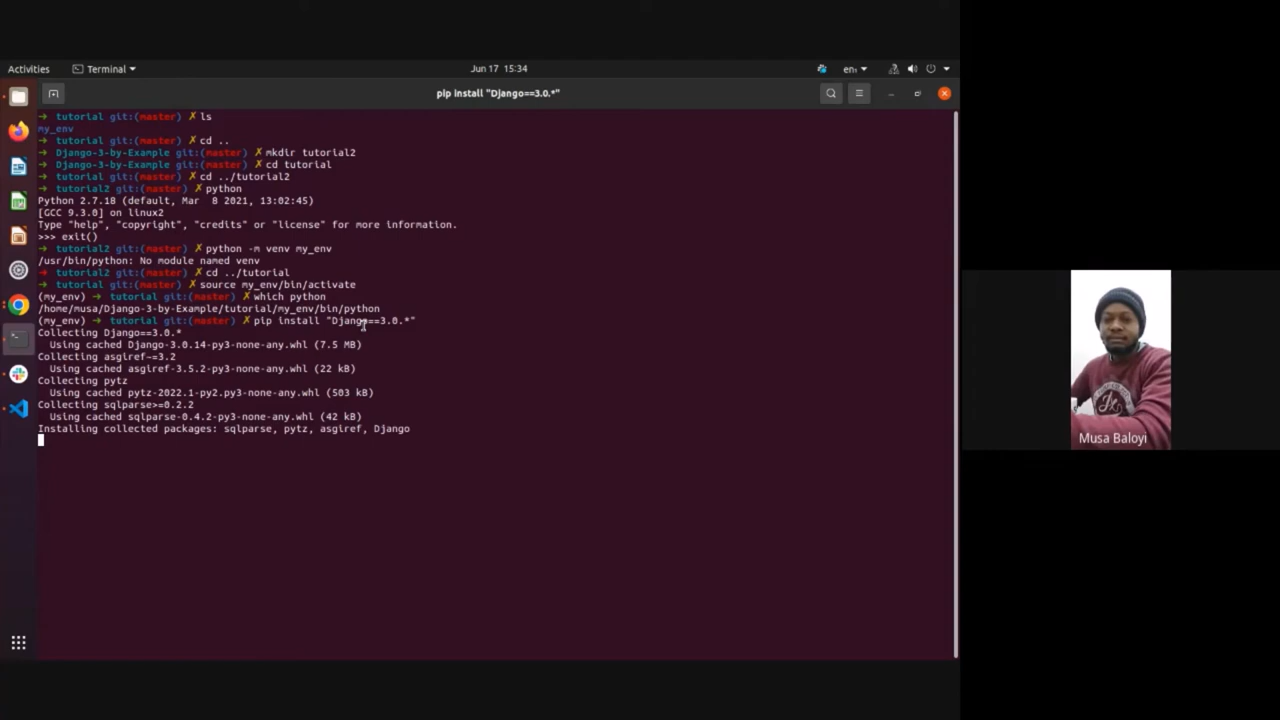 Activities
Terminal
Jun 17 15:34
en₁
pip install "Django==3.0.*"
→ tutorial git:(master) ✗ ls
my_env
→ tutorial git:(master) ✗ cd ..
→ Django-3-by-Example git:(master) ✗ mkdir tutorial2
→ Django-3-by-Example git:(master) ✗ cd tutorial
→ tutorial git:(master) ✗ cd ../tutorial2
→ tutorial2 git:(master) ✗ python
Python 2.7.18 (default, Mar  8 2021, 13:02:45)
[GCC 9.3.0] on linux2
Type "help", "copyright", "credits" or "license" for more information.
>>> exit()
→ tutorial2 git:(master) ✗ python -m venv my_env
/usr/bin/python: No module named venv
→ tutorial2 git:(master) ✗ cd ../tutorial
→ tutorial git:(master) ✗ source my_env/bin/activate
(my_env) → tutorial git:(master) ✗ which python
/home/musa/Django-3-by-Example/tutorial/my_env/bin/python
(my_env) → tutorial git:(master) ✗ pip install "Django==3.0.*"
Collecting Django==3.0.*
Using cached Django-3.0.14-py3-none-any.whl (7.5 MB)
Collecting asgiref~=3.2
Using cached asgiref-3.5.2-py3-none-any.whl (22 kB)
Collecting pytz
Using cached pytz-2022.1-py2.py3-none-any.whl (503 kB)
Collecting sqlparse>=0.2.2
Using cached sqlparse-0.4.2-py3-none-any.whl (42 kB)
Installing collected packages: sqlparse, pytz, asgiref, Django
Musa Baloyi